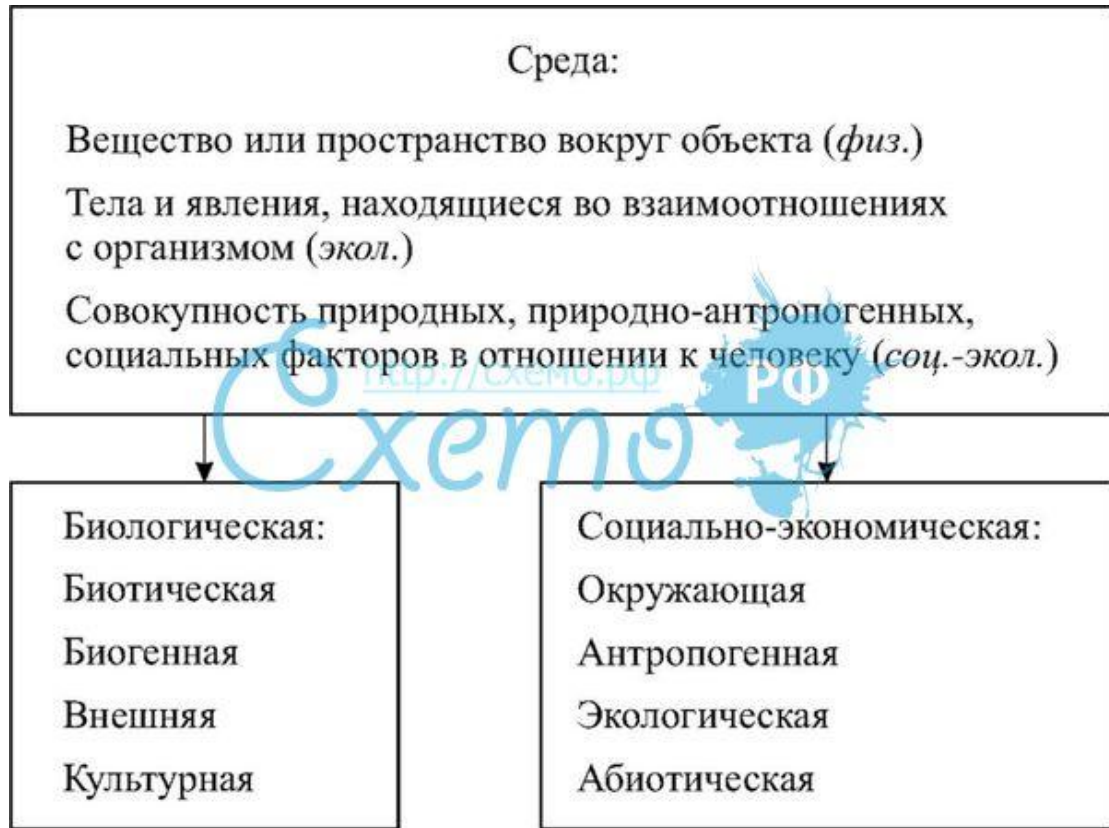 Среда:
Вещество или пространство вокруг объекта (физ.)
Тела и явления, находящиеся во взаимоотношениях
с организмом (экол.)
Совокупность природных, природно-антропогенных,
социальных факторов в отношении к человеку (соц.-экол.)
http://схемо.рф
Схемо
РФ
Биологическая:
Биотическая
Биогенная
Внешняя
Культурная
Социально-экономическая:
Окружающая
Антропогенная
Экологическая
Абиотическая